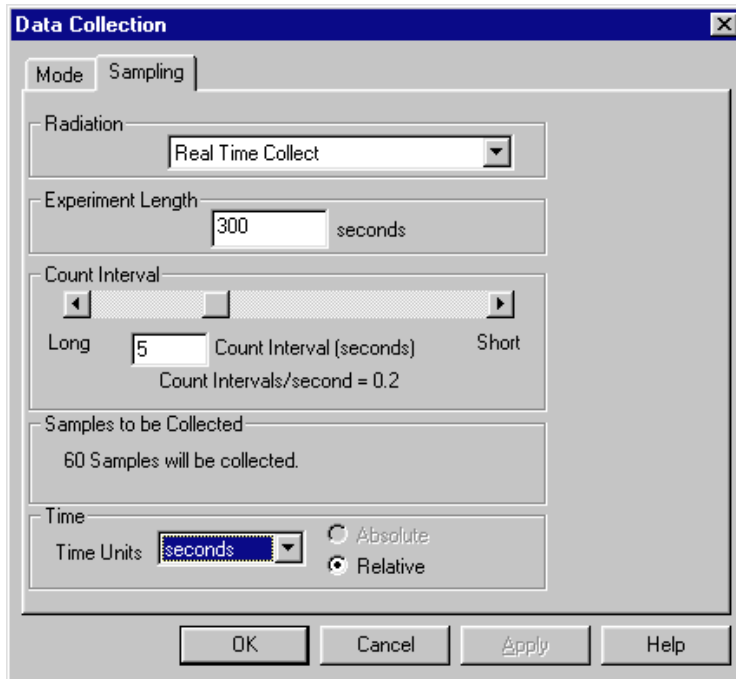 Data Collection
Mode Sampling
Radiation
Real Time Collect
Experiment Length
300 seconds
Count Interval
Long 5 Count Interval (seconds) Short
Count Intervals/second = 0.2
Samples to be Collected
60 Samples will be collected.
Time
Time Units seconds Absolute
Relative
OK Cancel Apply Help